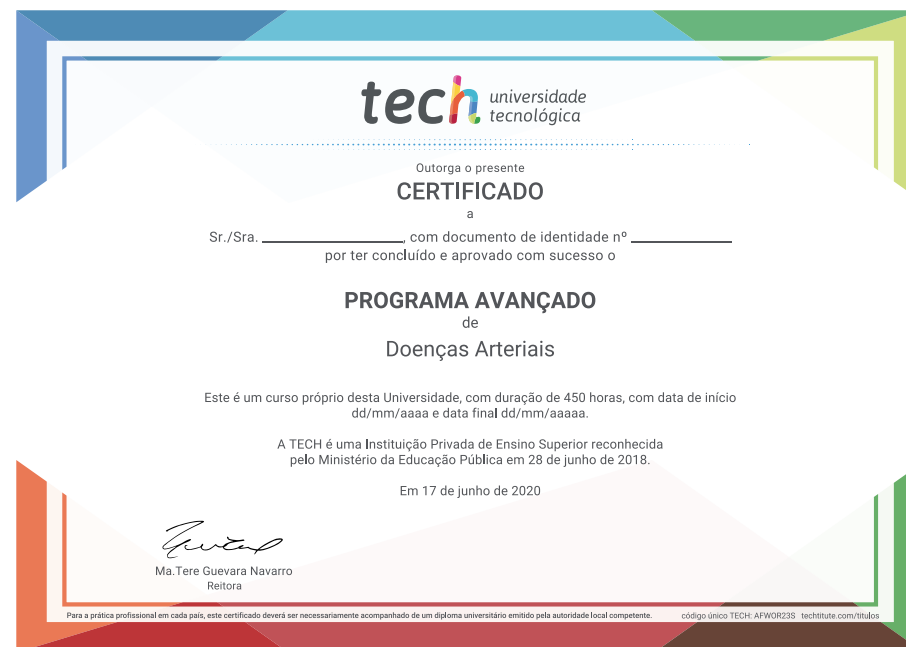 tech universidade
tecnológica
Outorga o presente
CERTIFICADO
a
Sr./Sra. ____________, com documento de identidade nº ____________
por ter concluído e aprovado com sucesso o
PROGRAMA AVANÇADO
de
Doenças Arteriais
Este é um curso próprio desta Universidade, com duração de 450 horas, com data de início
dd/mm/aaaa e data final dd/mm/aaaaa.
A TECH é uma Instituição Privada de Ensino Superior reconhecida
pelo Ministério da Educação Pública em 28 de junho de 2018.
Em 17 de junho de 2020
Ma.Tere Guevara Navarro
Reitora
Para a prática profissional em cada país, este certificado deverá ser necessariamente acompanhado de um diploma universitário emitido pela autoridade local competente. código único TECH: AFWOR23S techtitute.com/titulos